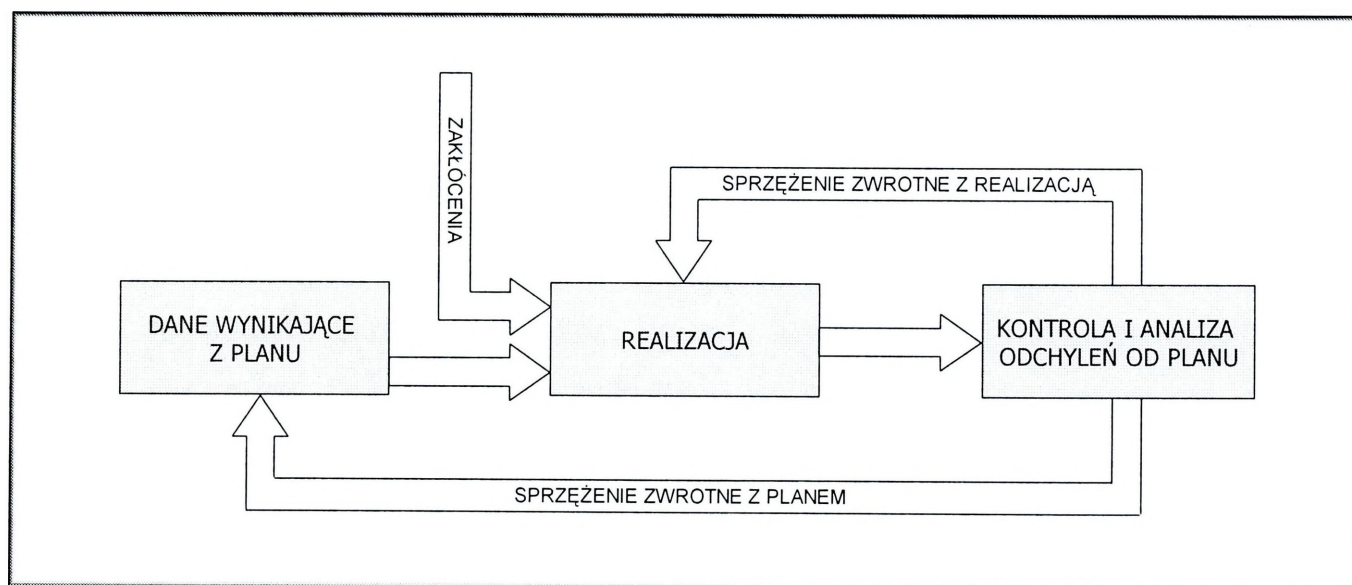 ZAKŁÓCENIA
SPRZĘŻENIE ZWROTNE Z REALIZACJĄ
DANE WYNIKAJĄCE
Z PLANU
REALIZACJA
KONTROLA I ANALIZA
ODCHYLEŃ OD PLANU
SPRZĘŻENIE ZWROTNE Z PLANEM